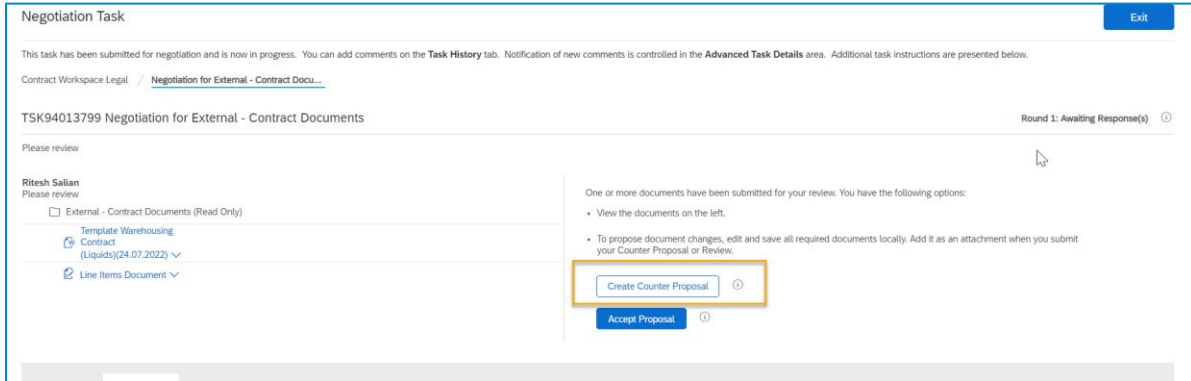 Negotiation Task
Exit
This task has been submitted for negotiation and is now in progress. You can add comments on the Task History tab. Notification of new comments is controlled in the Advanced Task Details area. Additional task instructions are presented below.
Contract Workspace Legal / Negotiation for External - Contract Docu...
TSK94013799 Negotiation for External - Contract Documents
Round 1: Awaiting Response(s)
Please review
Ritesh Salian
Please review
External - Contract Documents (Read Only)
Template Warehousing
Contract
(Liquids)(24.07.2022)
Line Items Document
One or more documents have been submitted for your review. You have the following options:
• View the documents on the left.
• To propose document changes, edit and save all required documents locally. Add it as an attachment when you submit
your Counter Proposal or Review.
Create Counter Proposal
Accept Proposal